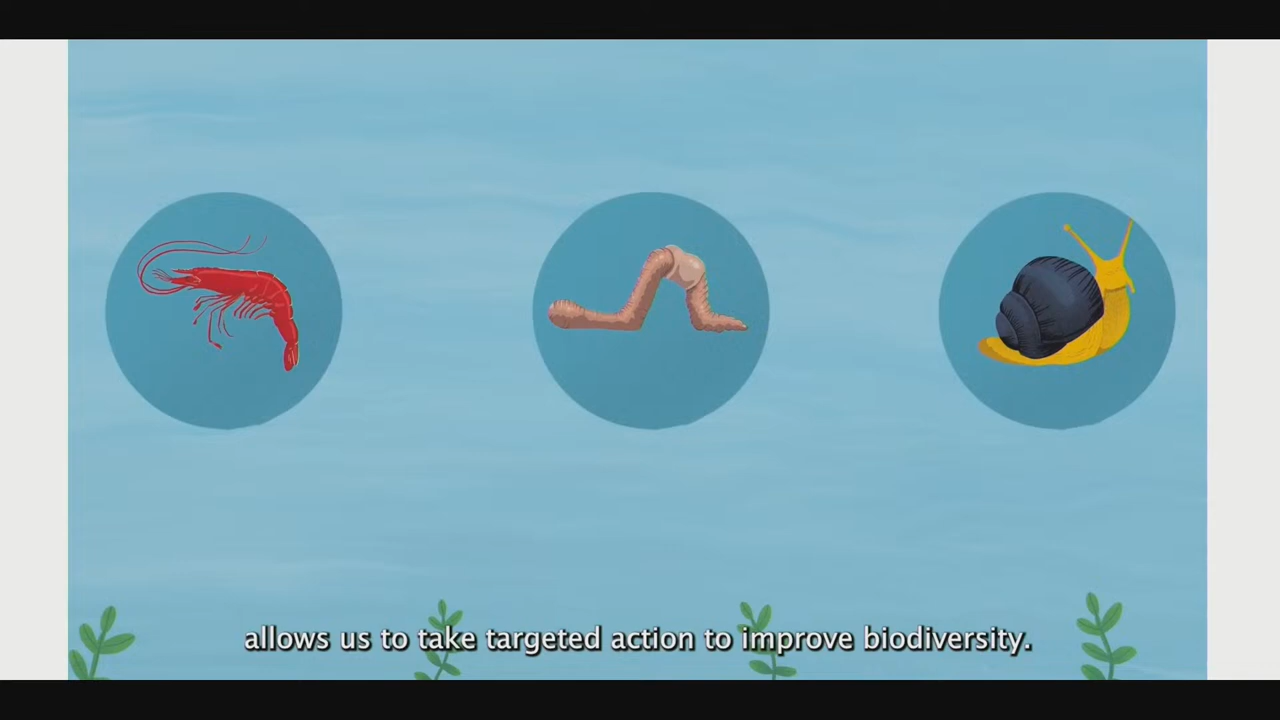 allows us to take targeted action to improve biodiversity.